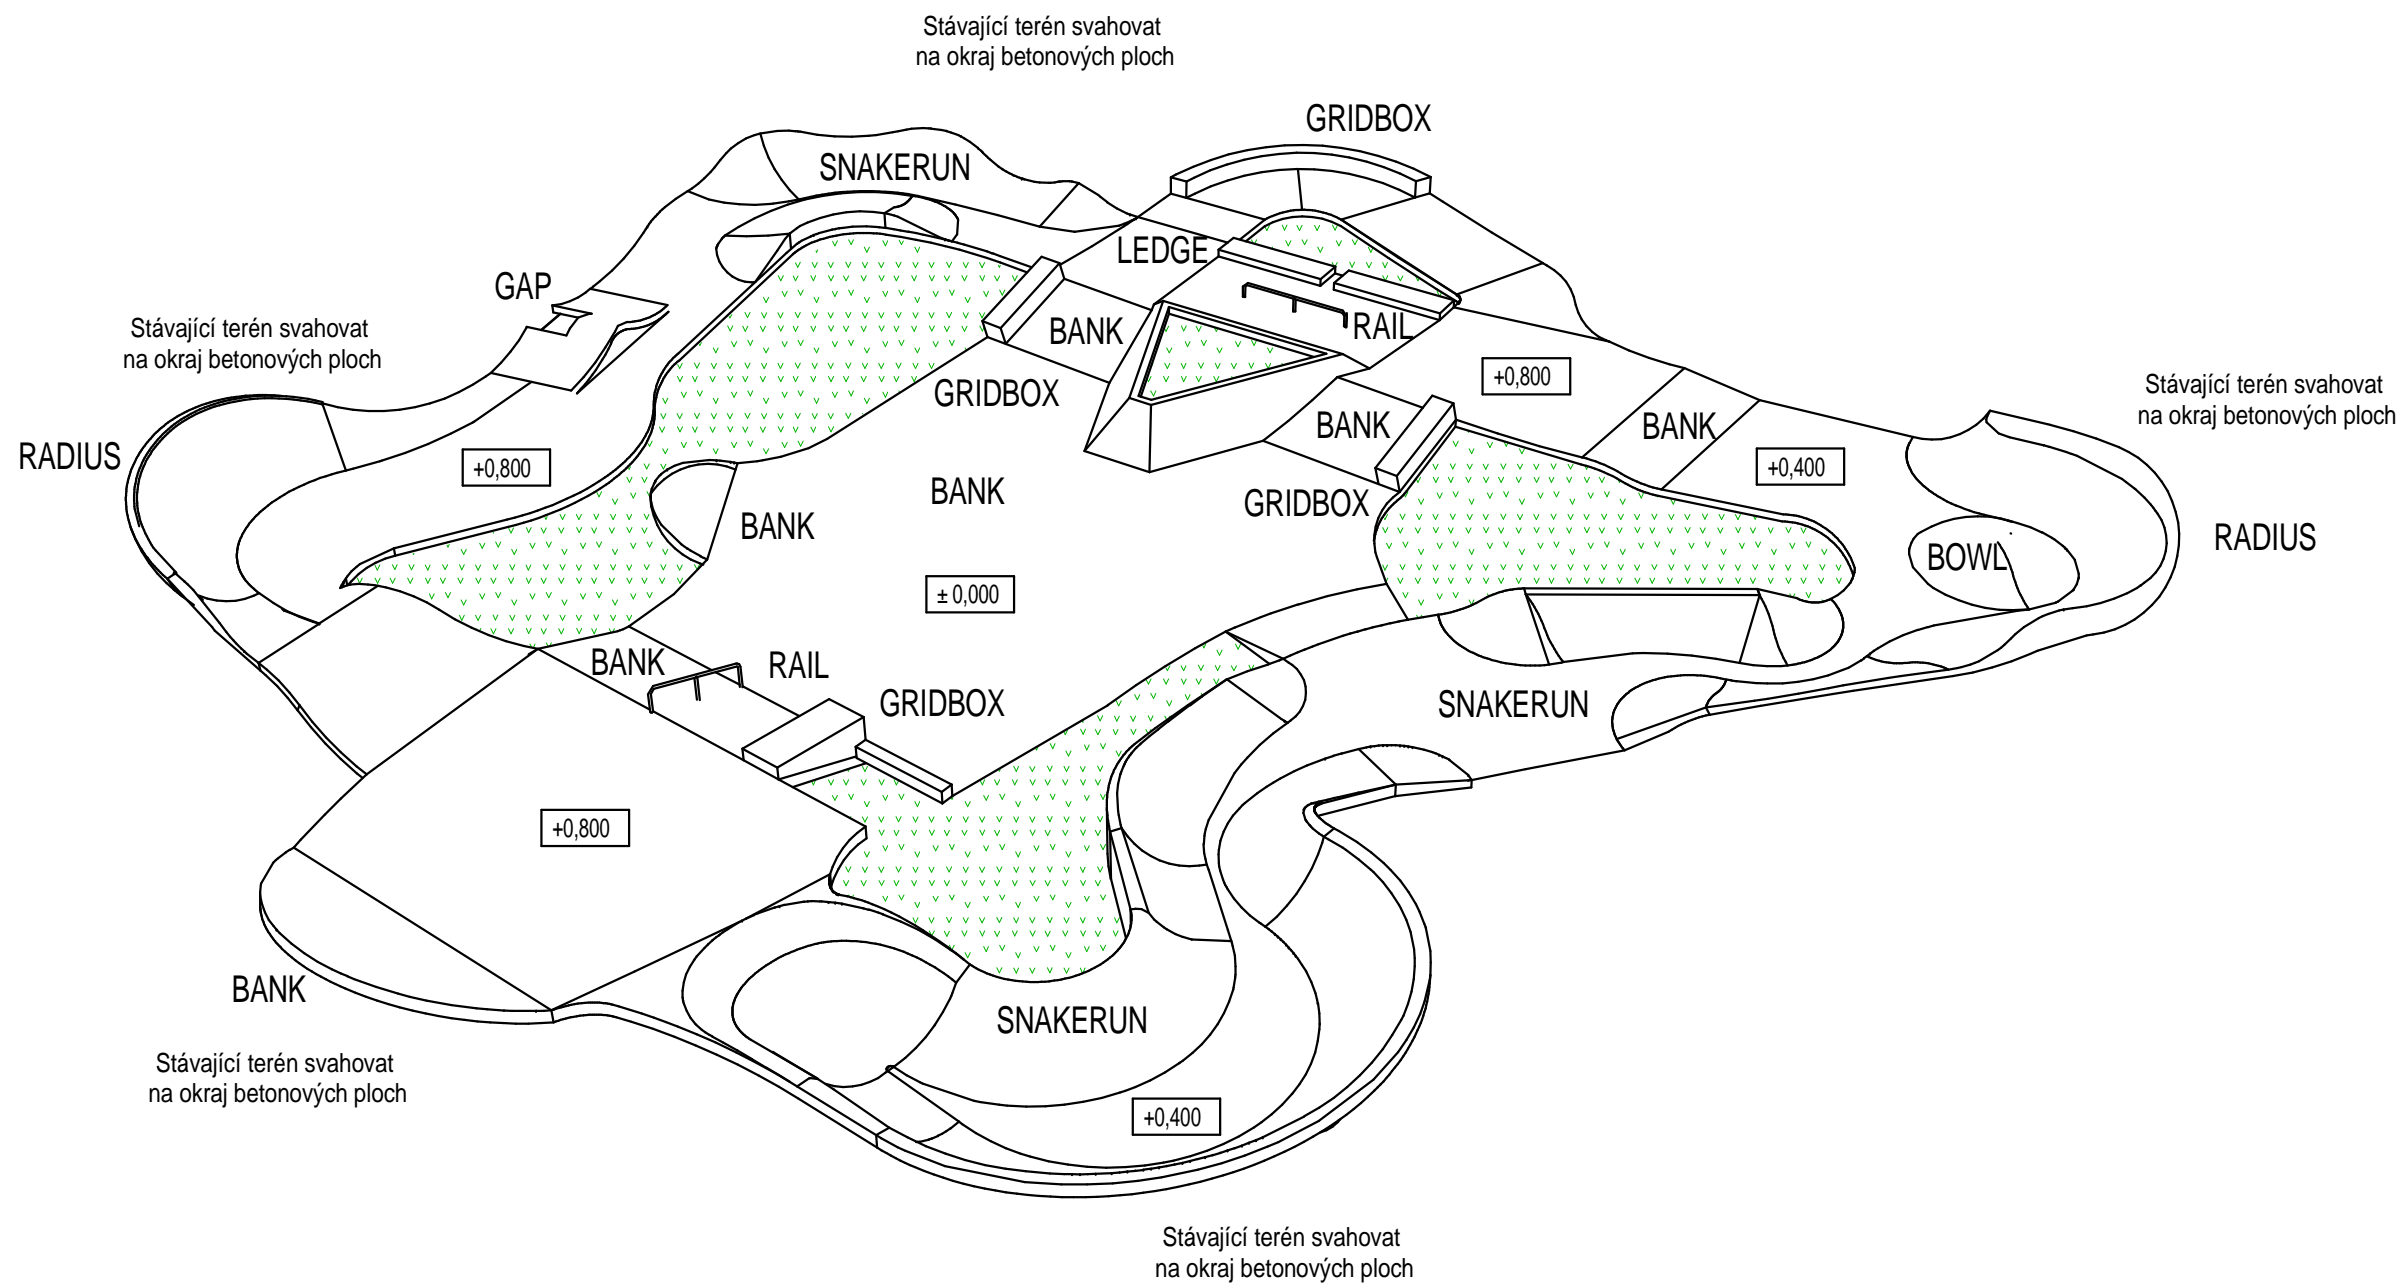 Stávající terén svahovat
na okraj betonových ploch
GRIDBOX
SNAKERUN
LEDGE
GAP
Stávající terén svahovat
na okraj betonových ploch
BANK
RAIL
+0,800
Stávající terén svahovat
na okraj betonových ploch
GRIDBOX
BANK
BANK
RADIUS
+0,800
+0,400
BANK
GRIDBOX
BANK
RADIUS
BOWL
± 0,000
BANK
RAIL
GRIDBOX
SNAKERUN
+0,800
BANK
SNAKERUN
Stávající terén svahovat
na okraj betonových ploch
+0,400
Stávající terén svahovat
na okraj betonových ploch